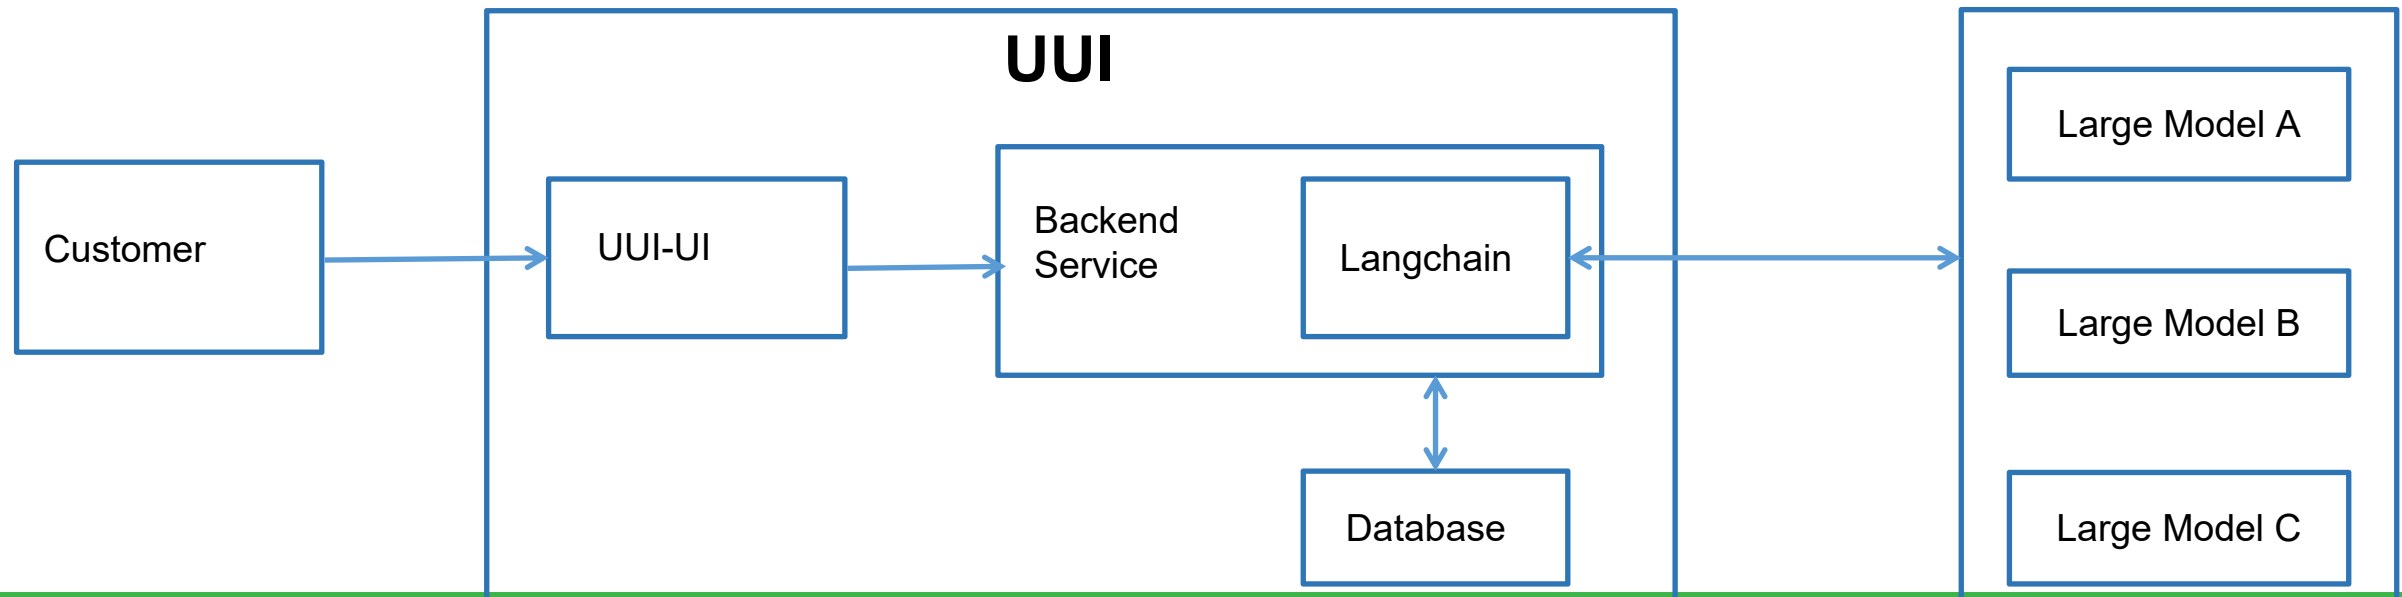 UUI
Customer
UUI-UI
Backend
Service
Langchain
Database
Large Model A
Large Model B
Large Model C